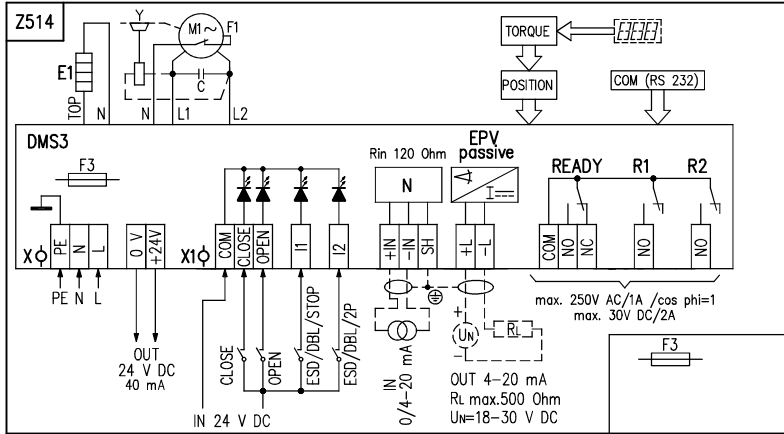 Z514
Y
M1~
F1
E1
C
TOP
N
N
L1
L2
TORQUE
POSITION
COM (RS 232)
DMS3
F3
Rin 120 Ohm
N
EPV
passive
I
READY
R1
R2
X
PE
N
L
0 V
+24V
X1
COM
CLOSE
OPEN
I1
I2
+IN
-IN
SH
+L
-L
COM
NO
NC
NO
NO
PE N L
OUT
24 V DC
40 mA
CLOSE
OPEN
ESD/DBL/STOP
ESD/DBL/2P
IN 24 V DC
IN
0/4-20 mA
+
UN
-
RL
OUT 4-20 mA
RL max.500 Ohm
UN=18-30 V DC
max. 250V AC/1A /cos phi=1
max. 30V DC/2A
F3